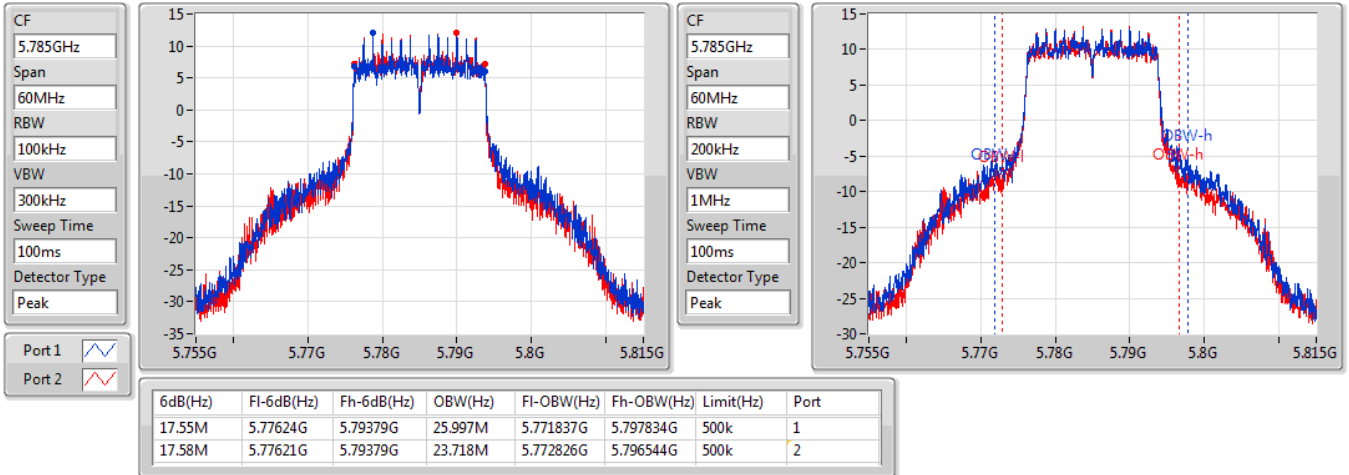 CF
5.785GHz
Span
60MHz
RBW
100kHz
VBW
300kHz
Sweep Time
100ms
Detector Type
Peak
Port 1
Port 2
15
10
5
0
-5
-10
-15
-20
-25
-30
-35
5.755G 5.77G 5.78G 5.79G 5.8G 5.815G
CF
5.785GHz
Span
60MHz
RBW
200kHz
VBW
1MHz
Sweep Time
100ms
Detector Type
Peak
15
10
5
0
-5
-10
-15
-20
-25
-30
OBW-h
OBW-h
5.755G 5.77G 5.78G 5.79G 5.8G 5.815G
6dB(Hz) Fl-6dB(Hz) Fh-6dB(Hz) OBW(Hz) Fl-OBW(Hz) Fh-OBW(Hz) Limit(Hz) Port
17.55M 5.77624G 5.79379G 25.997M 5.771837G 5.797834G 500k 1
17.58M 5.77621G 5.79379G 23.718M 5.772826G 5.796544G 500k 2